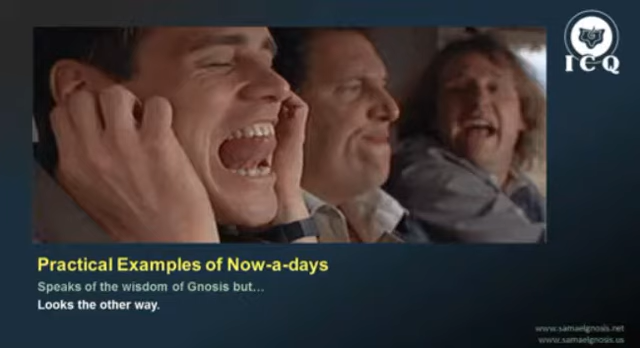 ICQ
Practical Examples of Now-a-days
Speaks of the wisdom of Gnosis but...
Looks the other way.
www.samaelgnosis.net
www.samaelgnosis.us